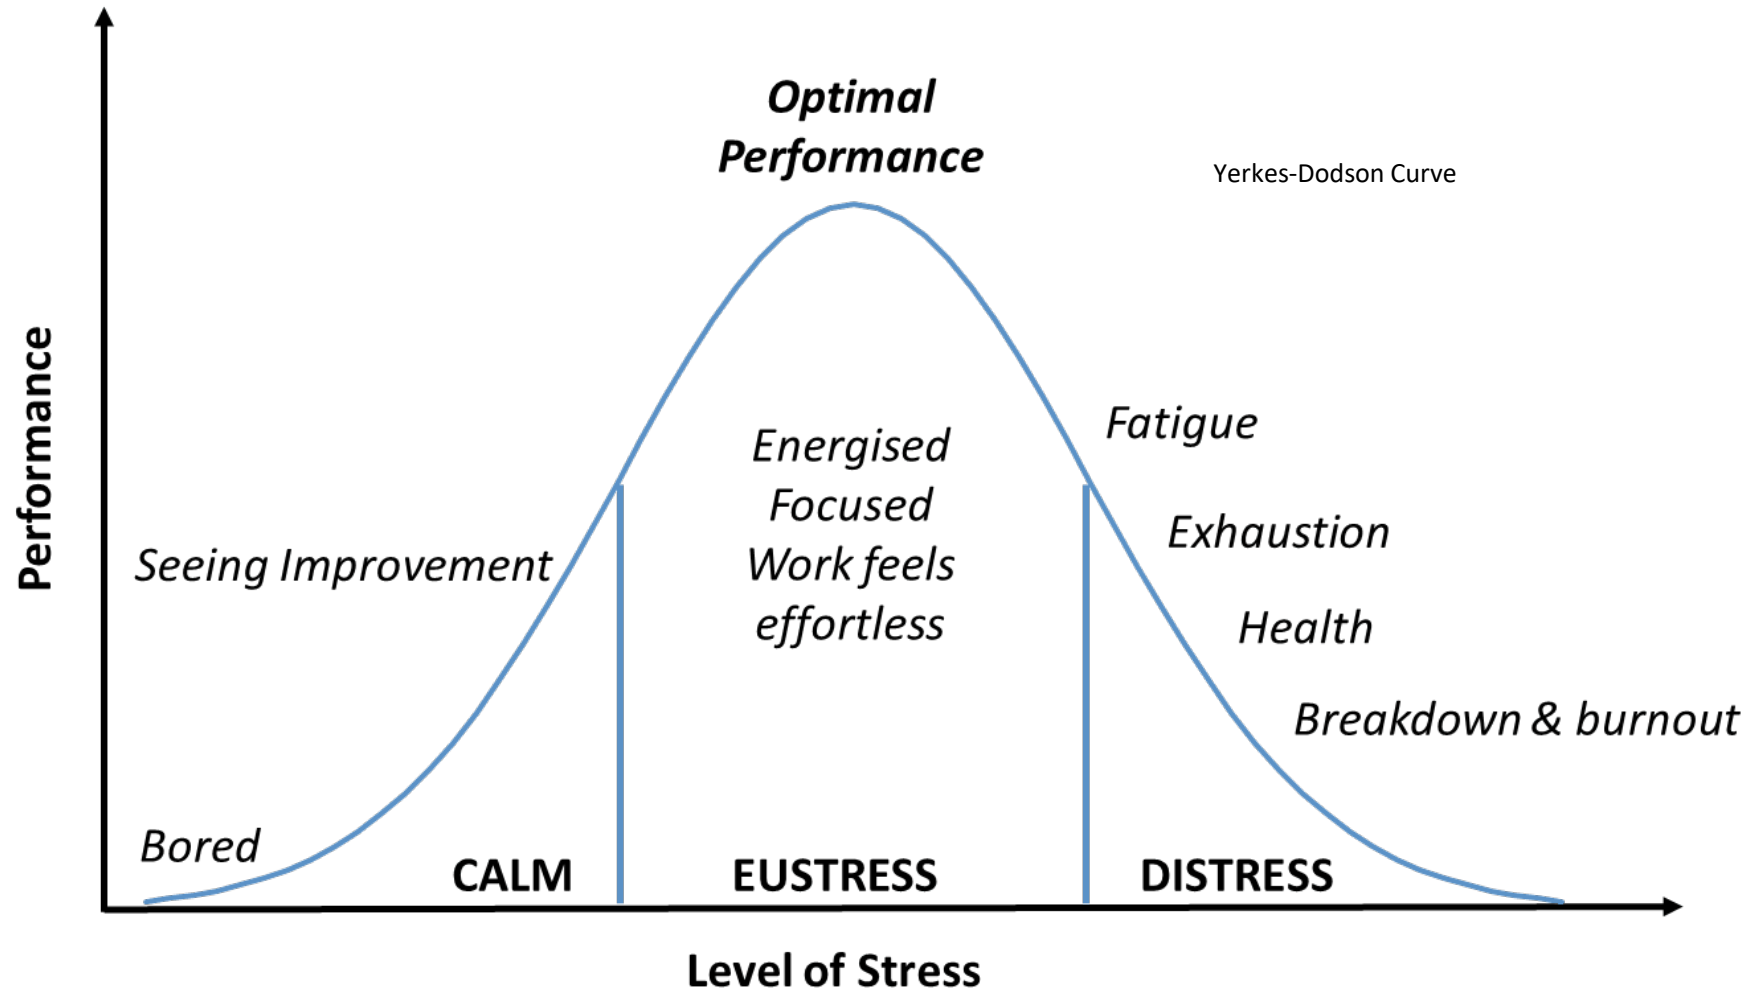 Optimal
Performance
Yerkes-Dodson Curve
Performance
Fatigue
Energised
Focused
Work feels
effortless
Exhaustion
Seeing Improvement
Health
Breakdown & burnout
Bored
CALM
EUSTRESS
DISTRESS
Level of Stress